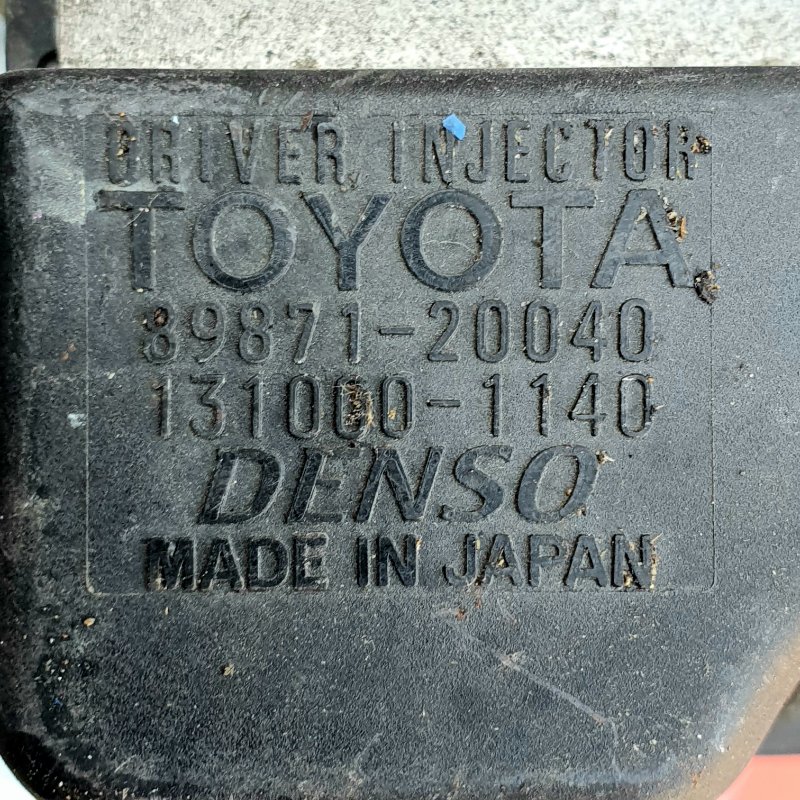 DRIVER, INJECTOR
TOYOTA
89871-20040
131000-1140
DENSO
MADE IN JAPAN